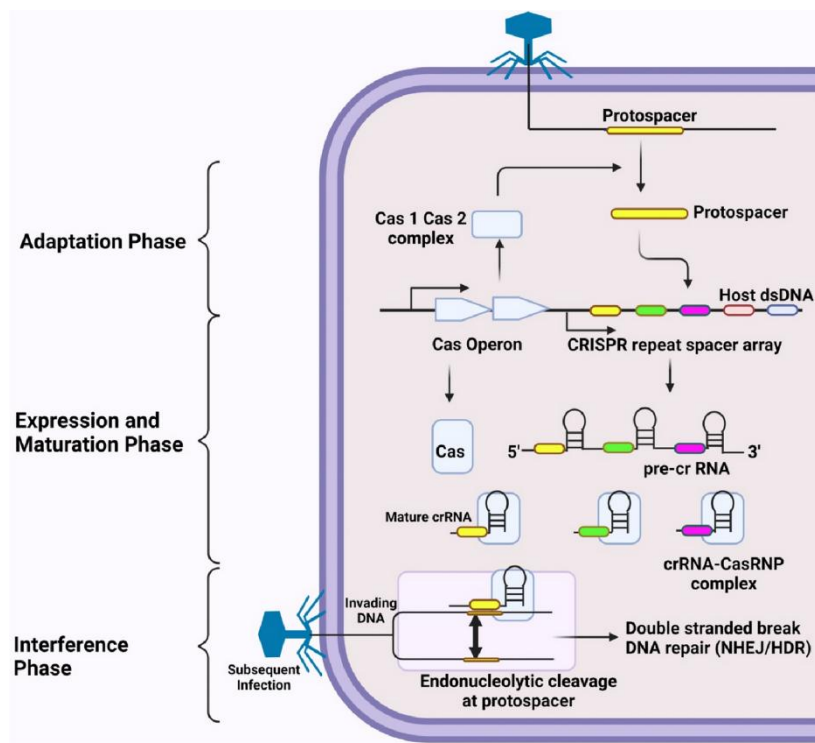 Protospacer
Adaptation Phase
Cas 1 Cas 2
complex
Protospacer
Host dsDNA
Cas Operon
CRISPR repeat spacer array
Expression and
Maturation Phase
Cas
5'
3'
pre-cr RNA
Mature crRNA
crRNA-CasRNP
complex
Interference
Phase
Invading
DNA
Subsequent
Infection
Double stranded break
DNA repair (NHEJ/HDR)
Endonucleolytic cleavage
at protospacer